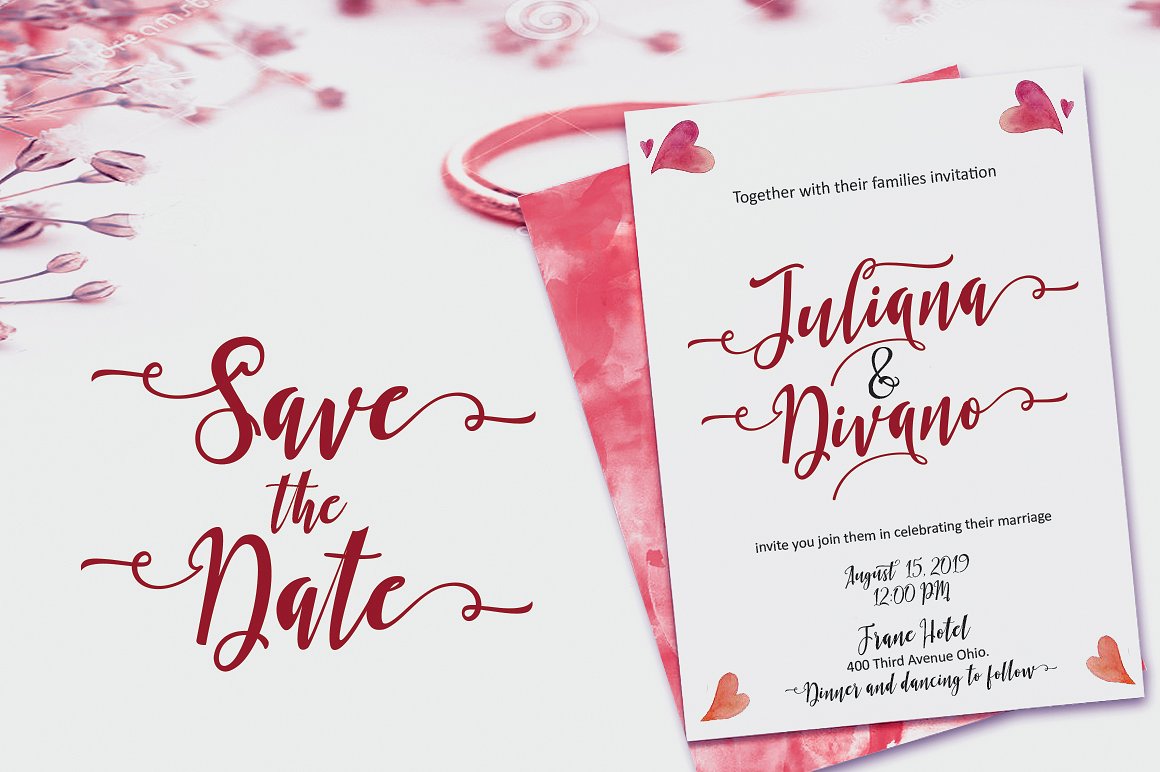 Save
the
Date
Together with their families invitation
Juliana
&
Divano
invite you join them in celebrating their marriage
August 15, 2019
12:00 PM
Franc Hotel
400 Third Avenue Ohio.
Dinner and dancing to follow